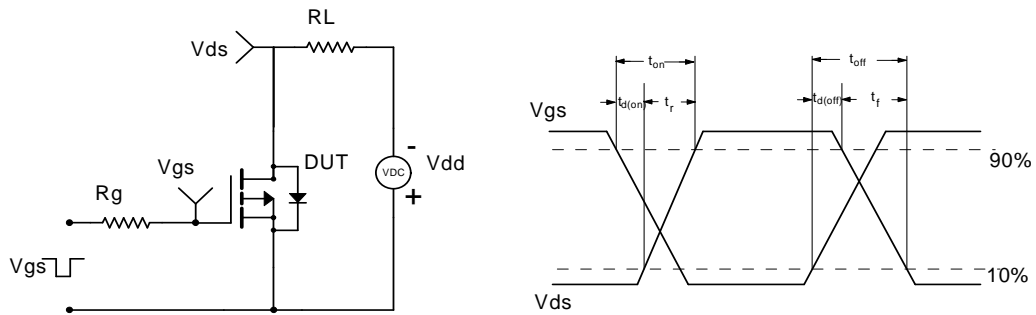 RL
Vds
Vgs
DUT
Rg
VDC
-
+
Vdd
Vgs
ton
toff
td(on)
tr
td(off)
tf
Vgs
90%
10%
Vds